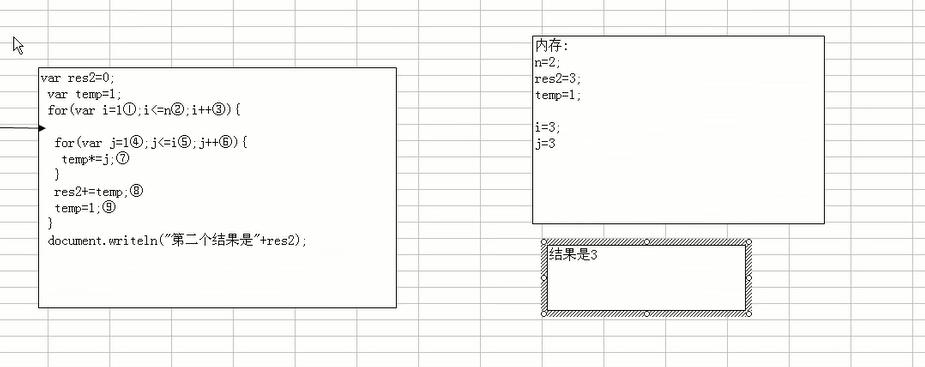 var res2=0;
var temp=1;
for(var i=1①;i<=n②;i++③){
for(var j=1④;j<=i⑤;j++⑥){
temp*=j;⑦
}
res2+=temp;⑧
temp=1;⑨
}
document.writeln("第二个结果是"+res2);
内存:
n=2;
res2=3;
temp=1;
i=3;
j=3
结果是3